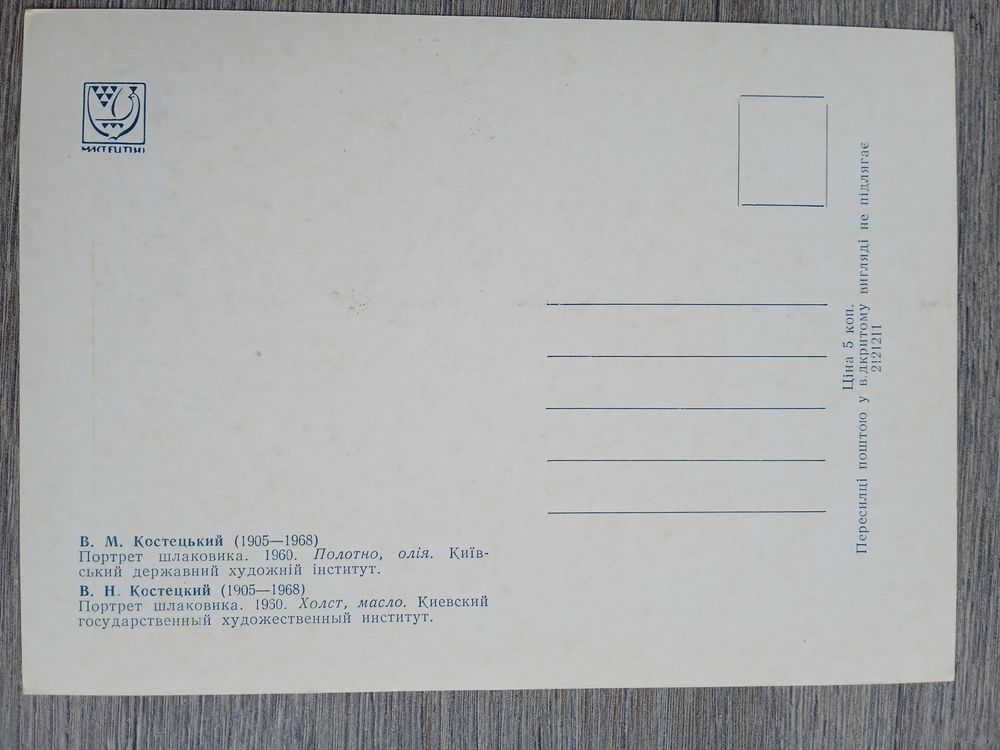 МИСТЕЦТВО
В. М. Костецький (1905—1968)
Портрет шлаковика. 1960. Полотно, олія. Київ-
ський державний художній інститут.
В. Н. Костецкий (1905—1968)
Портрет шлаковика. 1960. Холст, масло. Киевский
государственный художественный институт.
Ціна 5 коп.
Пересилці поштою у в.дкритому вигляді не підлягає
2121211